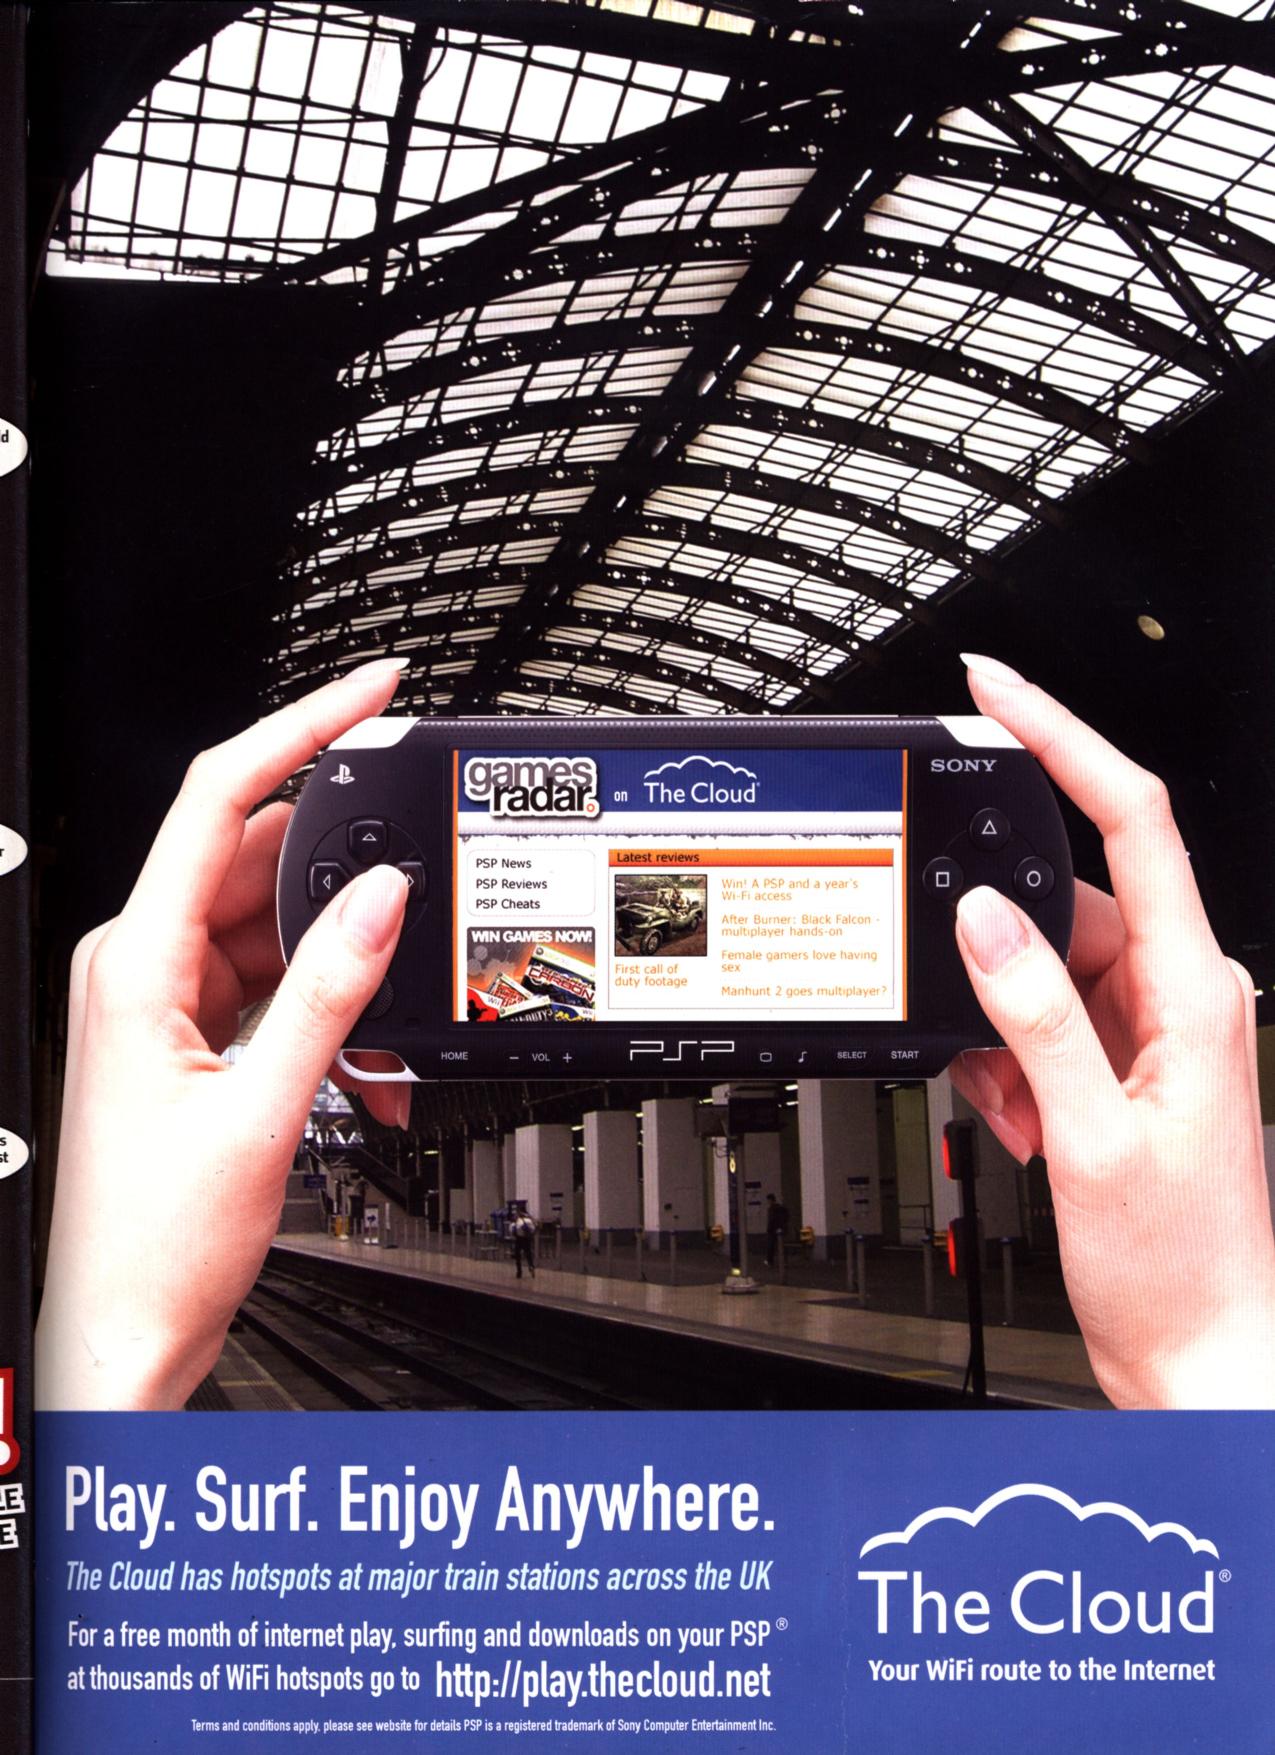 SONY
games
radar.
on The Cloud
PSP News
PSP Reviews
PSP Cheats
WIN GAMES NOW!
CARBON
Latest reviews
First call of
duty footage
Win! A PSP and a year's
Wi-Fi access
After Burner: Black Falcon -
multiplayer hands-on
Female gamers love having
sex
Manhunt 2 goes multiplayer?
HOME
− VOL +
PSP
SELECT
START
Play. Surf. Enjoy Anywhere.
The Cloud has hotspots at major train stations across the UK
For a free month of internet play, surfing and downloads on your PSP®
at thousands of WiFi hotspots go to http://play.thecloud.net
Terms and conditions apply, please see website for details PSP is a registered trademark of Sony Computer Entertainment Inc.
The Cloud®
Your WiFi route to the Internet